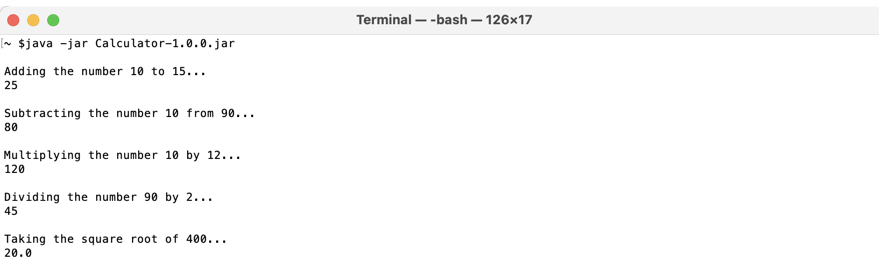 Terminal — -bash — 126×17
~ $java -jar Calculator-1.0.0.jar
Adding the number 10 to 15...
25
Subtracting the number 10 from 90...
80
Multiplying the number 10 by 12...
120
Dividing the number 90 by 2...
45
Taking the square root of 400...
20.0